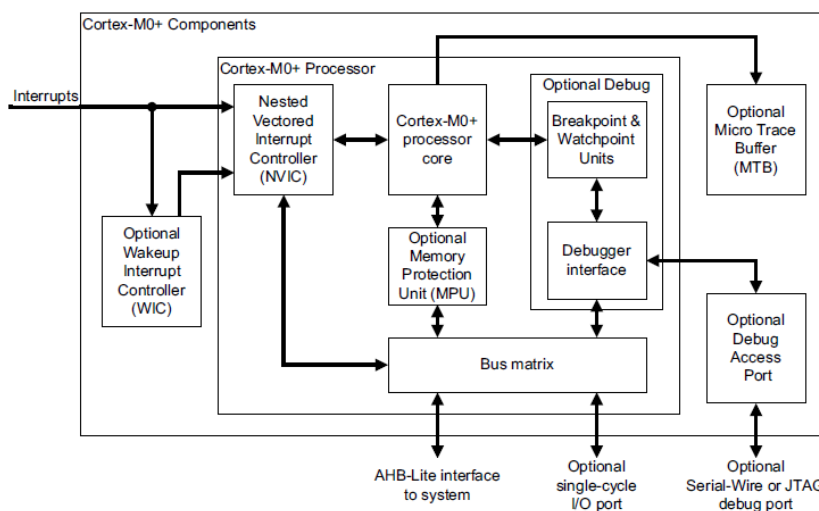 Cortex-M0+ Components
Cortex-M0+ Processor
Interrupts
Nested
Vectored
Interrupt
Controller
(NVIC)
Cortex-M0+
processor
core
Optional Debug
Breakpoint &
Watchpoint
Units
Optional
Micro Trace
Buffer
(MTB)
Optional
Wakeup
Interrupt
Controller
(WIC)
Optional
Memory
Protection
Unit (MPU)
Debugger
interface
Optional
Debug
Access
Port
Bus matrix
AHB-Lite interface
to system
Optional
single-cycle
I/O port
Optional
Serial-Wire or JTAG
debug port